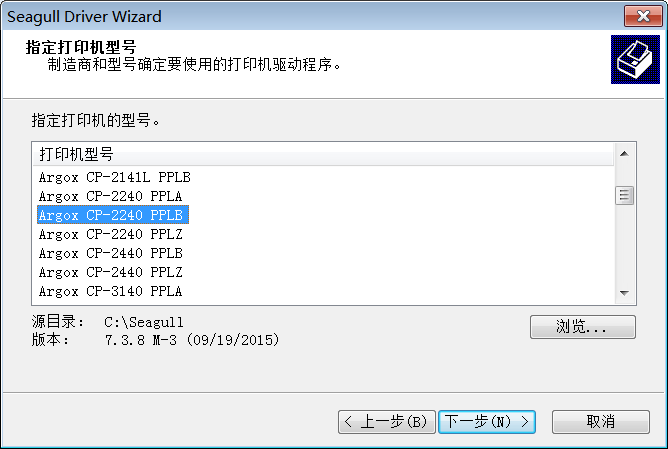 Seagull Driver Wizard
指定打印机型号
制造商和型号确定要使用的打印机驱动程序。
指定打印机的型号。
打印机型号
Argox CP-2141L PPLB
Argox CP-2240 PPLA
Argox CP-2240 PPLB
Argox CP-2240 PPLZ
Argox CP-2440 PPLB
Argox CP-2440 PPLZ
Argox CP-3140 PPLA
源目录: C:\Seagull
浏览...
版本: 7.3.8 M-3 (09/19/2015)
< 上一步(B) 下一步(N) > 取消